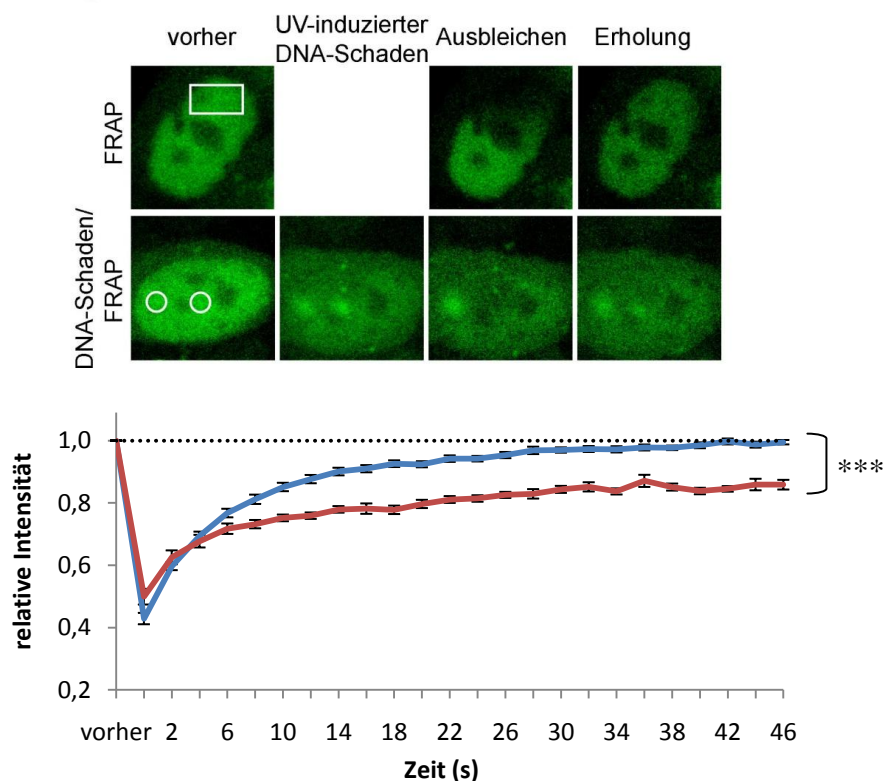 vorher
UV-induzierter
DNA-Schaden
Ausbleichen
Erholung
FRAP
DNA-Schaden/
FRAP
relative Intensität
1,0
0,8
0,6
0,4
0,2
***
vorher 2 6 10 14 18 22 26 30 34 38 42 46
Zeit (s)